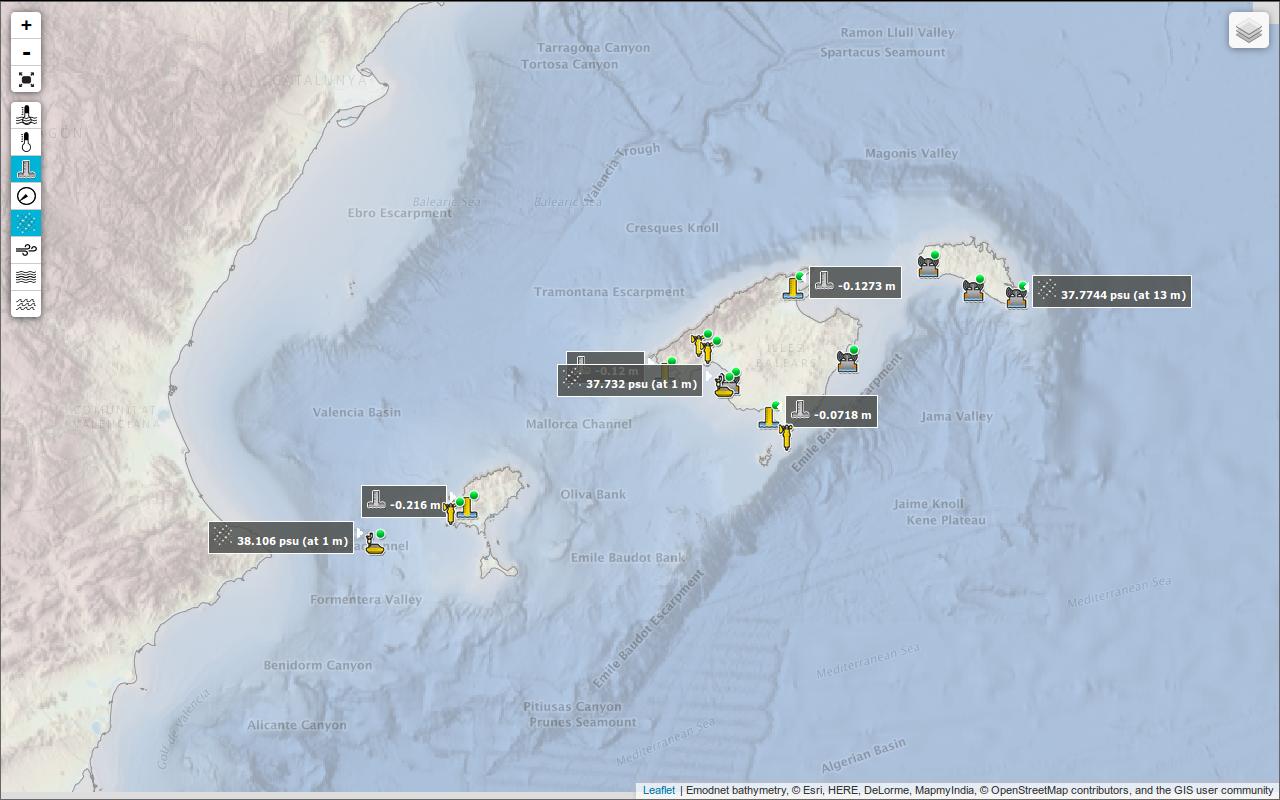 +
-
Ramon Llull Valley
Tarragona Canyon
Spartacus Seamount
Tortosa Canyon
CATALUNYA
Valencia Trough
Magonis Valley
Balearic Sea
Balearic Sea
Ebro Escarpment
Cresques Knoll
-0.1273 m
37.7744 psu (at 13 m)
Tramontana Escarpment
ILLES
BALEARS
-0.12 m
37.732 psu (at 1 m)
Valencia Basin
-0.0718 m
Jama Valley
Mallorca Channel
Emile Baudot Escarpment
Oliva Bank
-0.216 m
Jaime Knoll
Kene Plateau
38.106 psu (at 1 m)
Emile Baudot Bank
Formentera Valley
Mediterranean Sea
Emile Baudot Escarpment
Benidorm Canyon
Mediterranean Sea
Golf de València
Pitiusas Canyon
Prunes Seamount
Alicante Canyon
Mediterranean Sea
Algerian Basin
Leaflet | Emodnet bathymetry, © Esri, HERE, DeLorme, MapmyIndia, © OpenStreetMap contributors, and the GIS user community